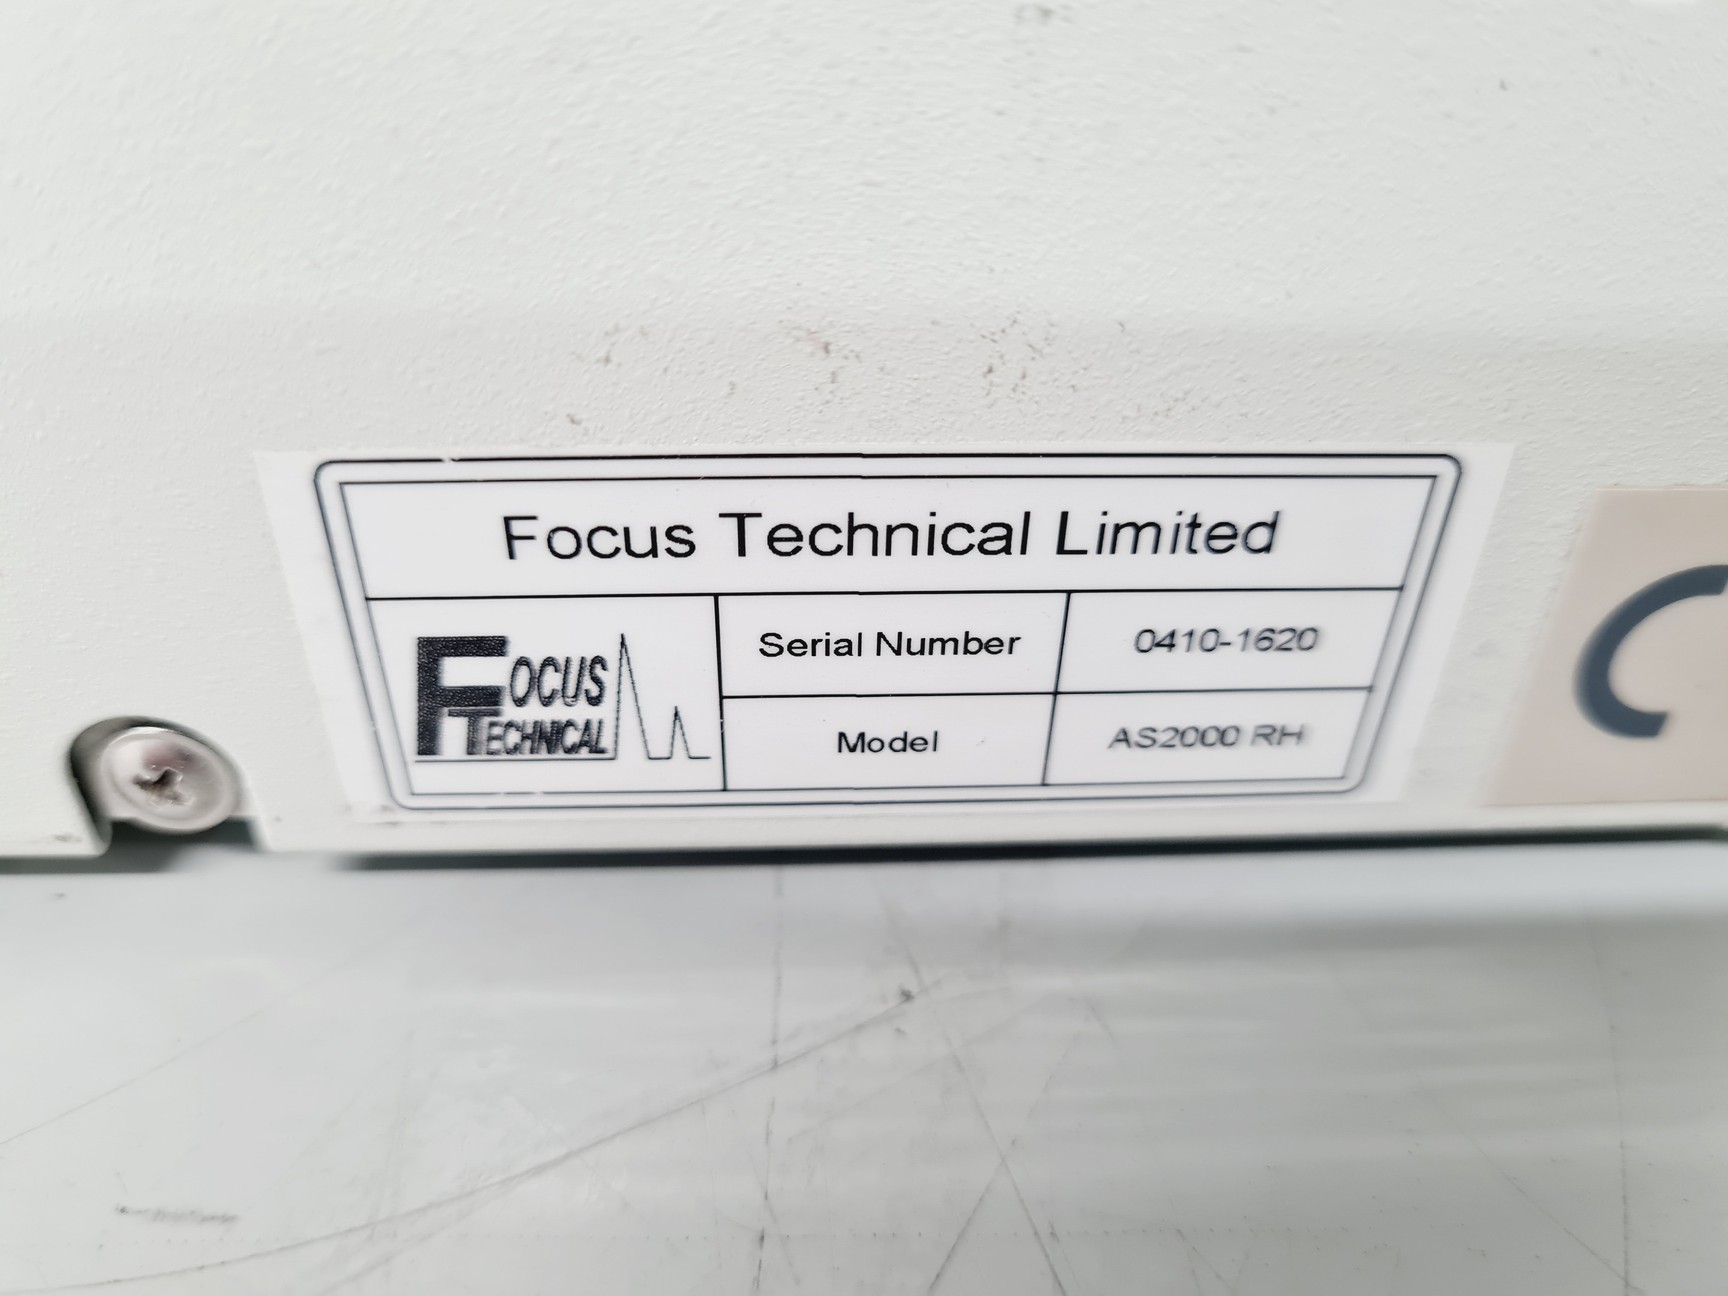 Focus Technical Limited
FOCUS
TECHNICAL
Serial Number 0410-1620
Model AS2000 RH
C